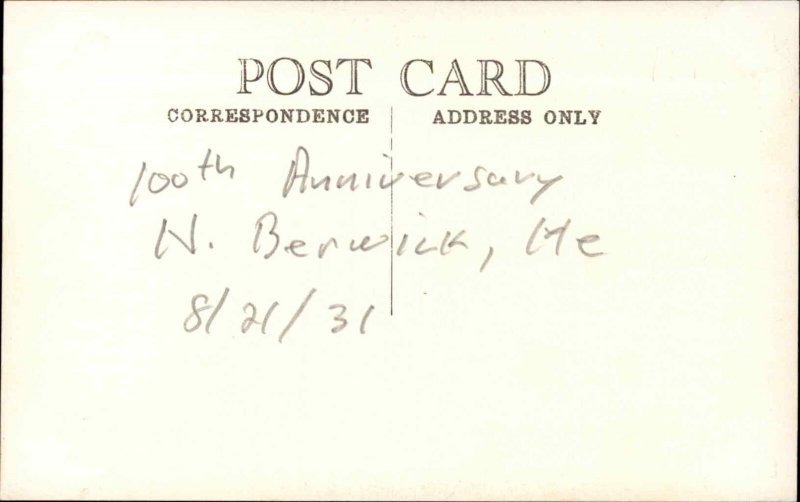 POST CARD
CORRESPONDENCE ADDRESS ONLY
100th Anniversary
N. Berwick, Me
8/21/31